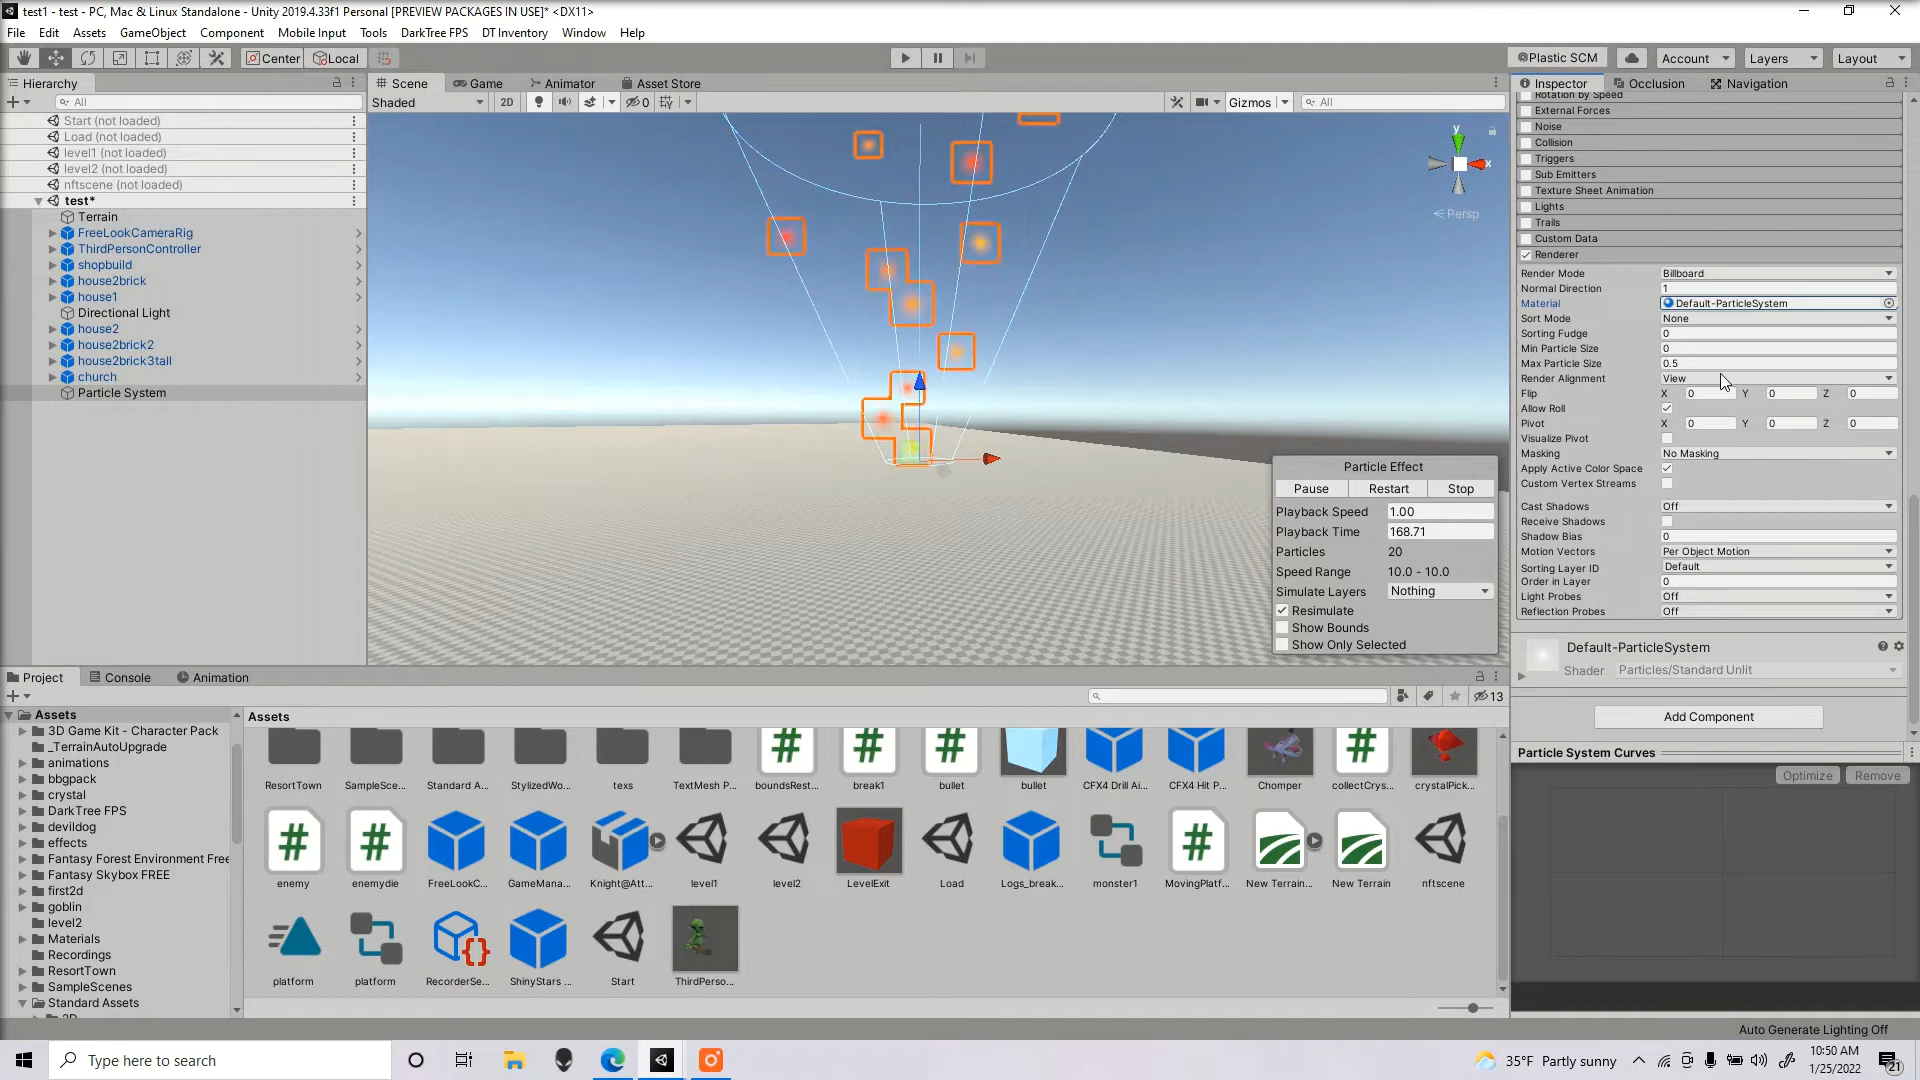 test1 - test - PC, Mac & Linux Standalone - Unity 2019.4.33f1 Personal [PREVIEW PACKAGES IN USE]* <DX11>
File Edit Assets GameObject Component Mobile Input Tools DarkTree FPS DT Inventory Window Help
Center Local Plastic SCM Account Layers Layout
Hierarchy
All
Start (not loaded)
Load (not loaded)
level1 (not loaded)
level2 (not loaded)
nftscene (not loaded)
test*
Terrain
FreeLookCameraRig
ThirdPersonController
shopbuild
house2brick
house1
Directional Light
house2
house2brick2
house2brick3tall
church
Particle System
Scene Game Animator Asset Store
Shaded 2D 0 Gizmos All
y
x
Persp
Particle Effect
Pause Restart Stop
Playback Speed 1.00
Playback Time 168.71
Particles 20
Speed Range 10.0 - 10.0
Simulate Layers Nothing
Resimulate
Show Bounds
Show Only Selected
Inspector Occlusion Navigation
Rotation by Speed
External Forces
Noise
Collision
Triggers
Sub Emitters
Texture Sheet Animation
Lights
Trails
Custom Data
Renderer
Render Mode Billboard
Normal Direction 1
Material Default-ParticleSystem
Sort Mode None
Sorting Fudge 0
Min Particle Size 0
Max Particle Size 0.5
Render Alignment View
Flip X 0 Y 0 Z 0
Allow Roll
Pivot X 0 Y 0 Z 0
Visualize Pivot
Masking No Masking
Apply Active Color Space
Custom Vertex Streams
Cast Shadows Off
Receive Shadows
Shadow Bias 0
Motion Vectors Per Object Motion
Sorting Layer ID Default
Order in Layer 0
Light Probes Off
Reflection Probes Off
Default-ParticleSystem
Shader Particles/Standard Unlit
Add Component
Particle System Curves
Optimize Remove
Project Console Animation
13
Assets
3D Game Kit - Character Pack
_TerrainAutoUpgrade
animations
bbgpack
crystal
DarkTree FPS
devildog
effects
Fantasy Forest Environment Free
Fantasy Skybox FREE
first2d
goblin
level2
Materials
Recordings
ResortTown
SampleScenes
Standard Assets
2D
Assets
ResortTown SampleSce... Standard A... StylizedWo... texs TextMesh P... boundsRest... break1 bullet bullet CFX4 Drill Ai... CFX4 Hit P... Chomper collectCrys... crystalPick...
enemy enemydie FreeLookC... GameMana... Knight@Att... level1 level2 LevelExit Load Logs_break... monster1 MovingPlatf... New Terrain... New Terrain nftscene
platform platform RecorderSe... ShinyStars ... Start ThirdPerso...
Auto Generate Lighting Off
Type here to search
35°F Partly sunny
10:50 AM
1/25/2022
21